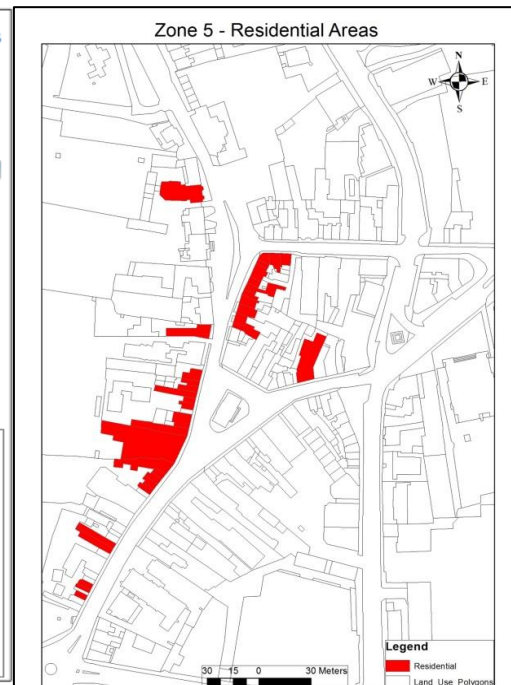 Zone 5 - Residential Areas
N
W E
S
30 15 0 30 Meters
Legend
Residential
Land Use Polygons